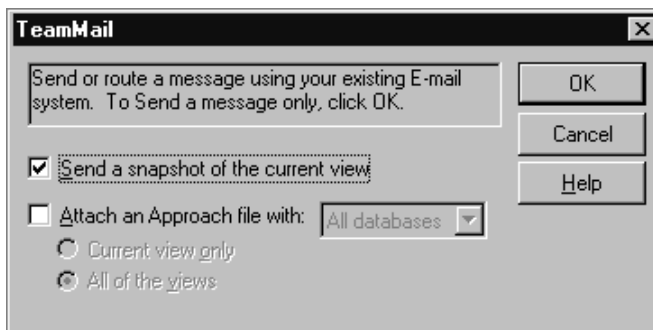 TeamMail
Send or route a message using your existing E-mail
system. To Send a message only, click OK.
OK
Cancel
Help
Send a snapshot of the current view
Attach an Approach file with: All databases
Current view only
All of the views